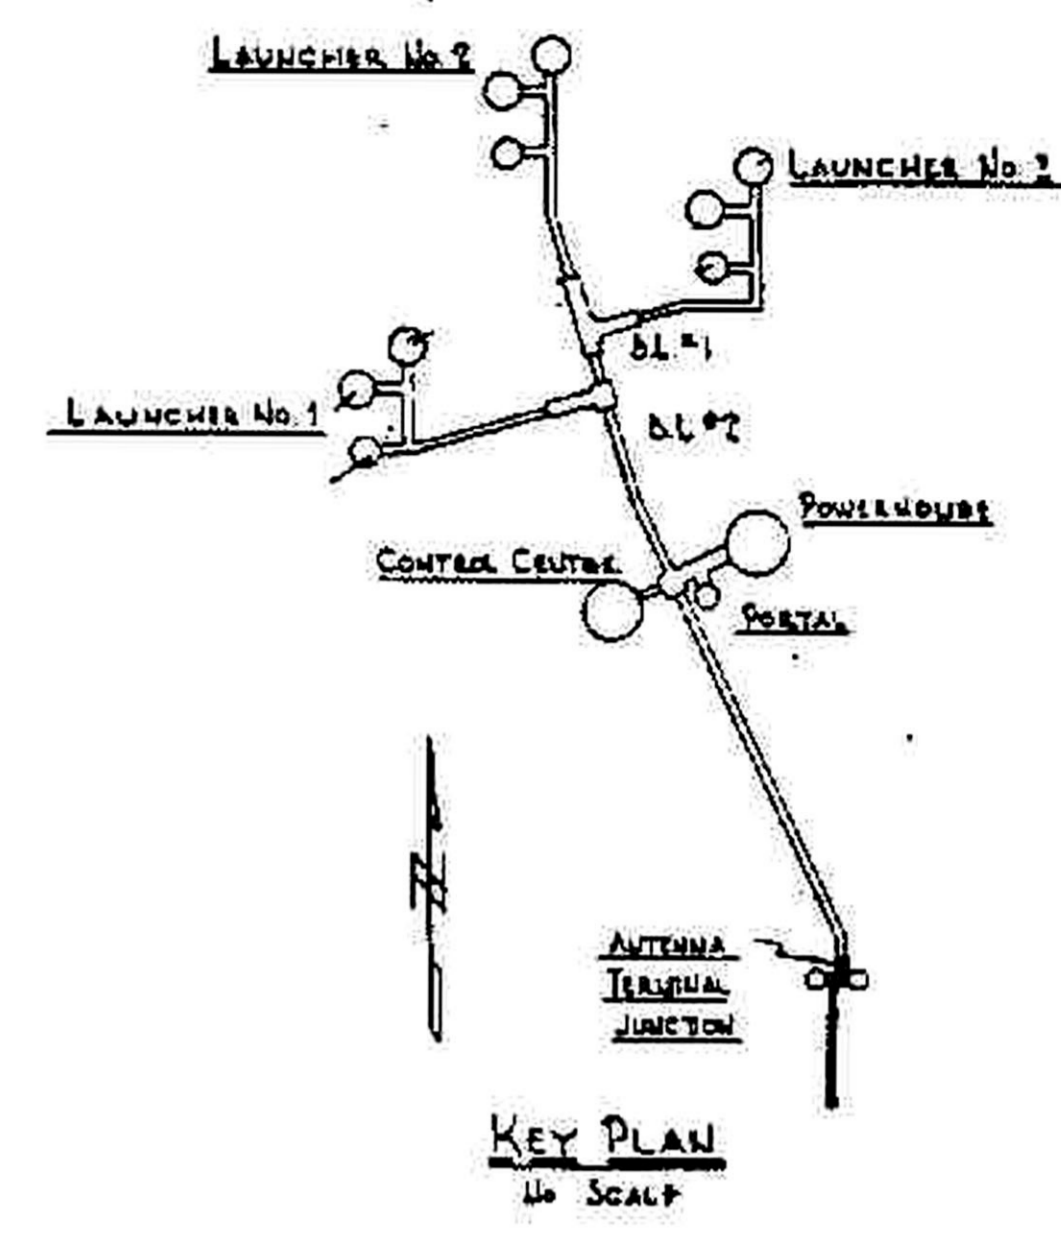 LAUNCHER No. 2
LAUNCHER No. 3
B.L. #1
LAUNCHER No. 1
B.L. #2
POWERHOUSE
CONTROL CENTER
PORTAL
N
ANTENNA
TERMINAL
JUNCTION
KEY PLAN
No SCALE